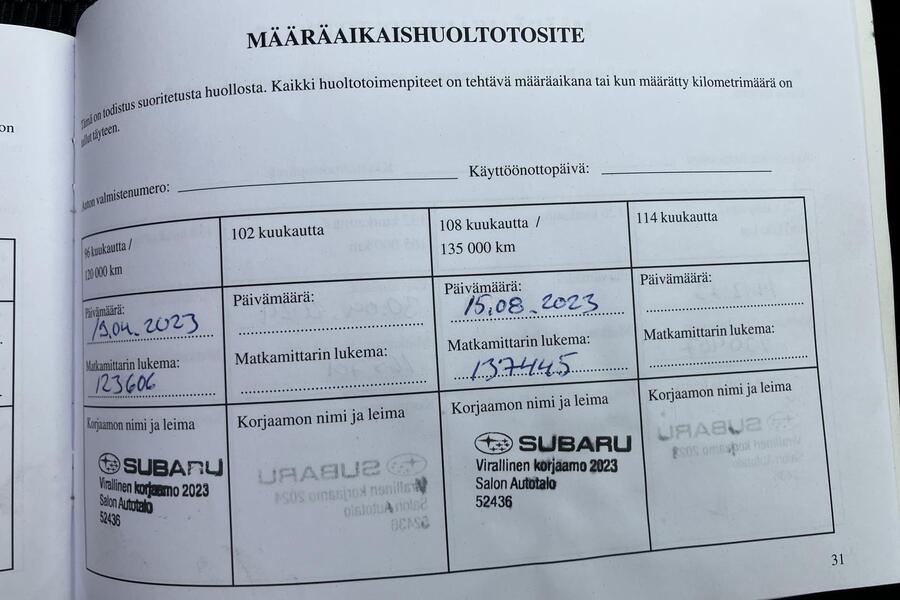 MÄÄRÄAIKAISHUOLTOTOSITE
Tämä on todistus suoritetusta huollosta. Kaikki huoltotoimenpiteet on tehtävä määräaikana tai kun määrätty kilometrimäärä on
tullut täyteen.
Auton valmistenumero: Käyttöönottopäivä:
96 kuukautta /
120 000 km
Päivämäärä:
19.04.2023
Matkamittarin lukema:
123606
Korjaamon nimi ja leima
SUBARU
Virallinen korjaamo 2023
Salon Autotalo
52436
102 kuukautta
Päivämäärä:
Matkamittarin lukema:
Korjaamon nimi ja leima
108 kuukautta /
135 000 km
Päivämäärä:
15.08.2023
Matkamittarin lukema:
137445
Korjaamon nimi ja leima
SUBARU
Virallinen korjaamo 2023
Salon Autotalo
52436
114 kuukautta
Päivämäärä:
Matkamittarin lukema:
Korjaamon nimi ja leima
31
on